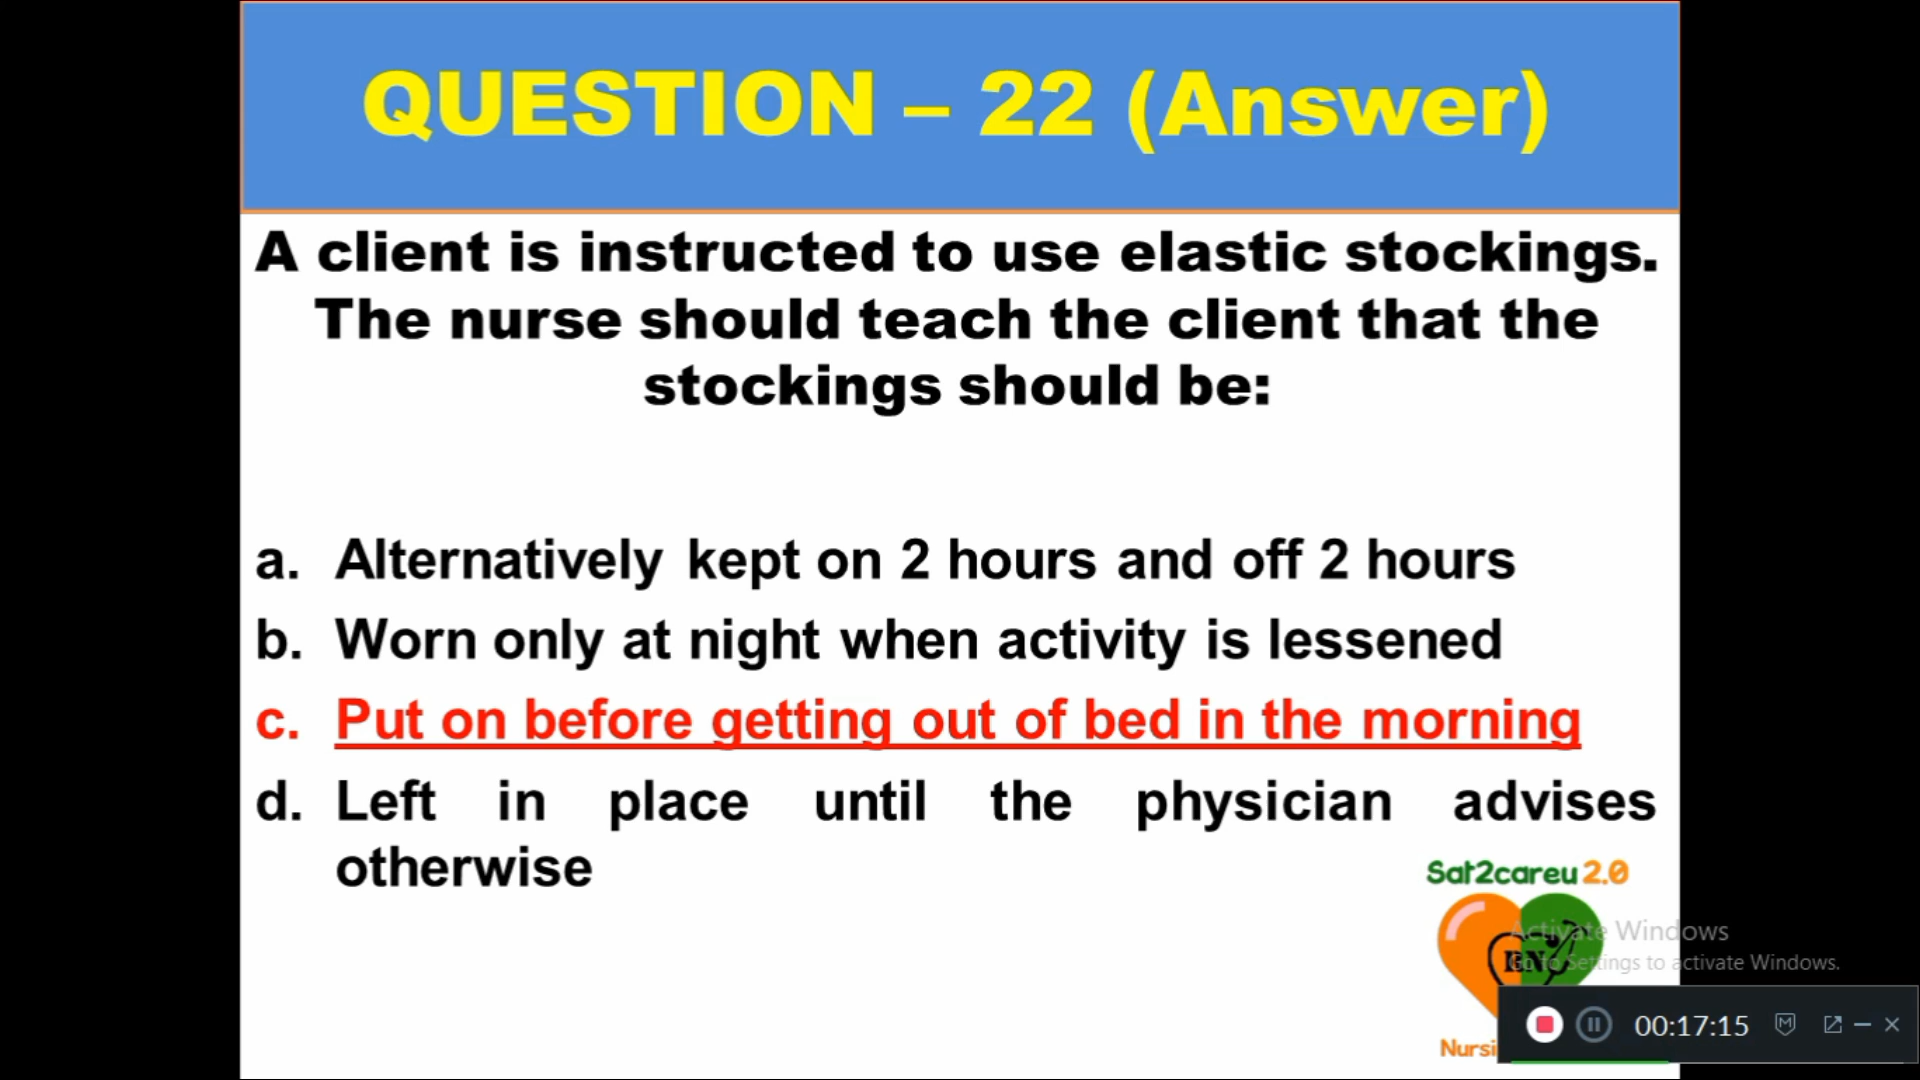 QUESTION – 22 (Answer)
A client is instructed to use elastic stockings.
The nurse should teach the client that the
stockings should be:
a. Alternatively kept on 2 hours and off 2 hours
b. Worn only at night when activity is lessened
c. Put on before getting out of bed in the morning
d. Left in place until the physician advises
otherwise
Sat2careu 2.0
RN
Activate Windows
Go to Settings to activate Windows.
00:17:15
Nursi